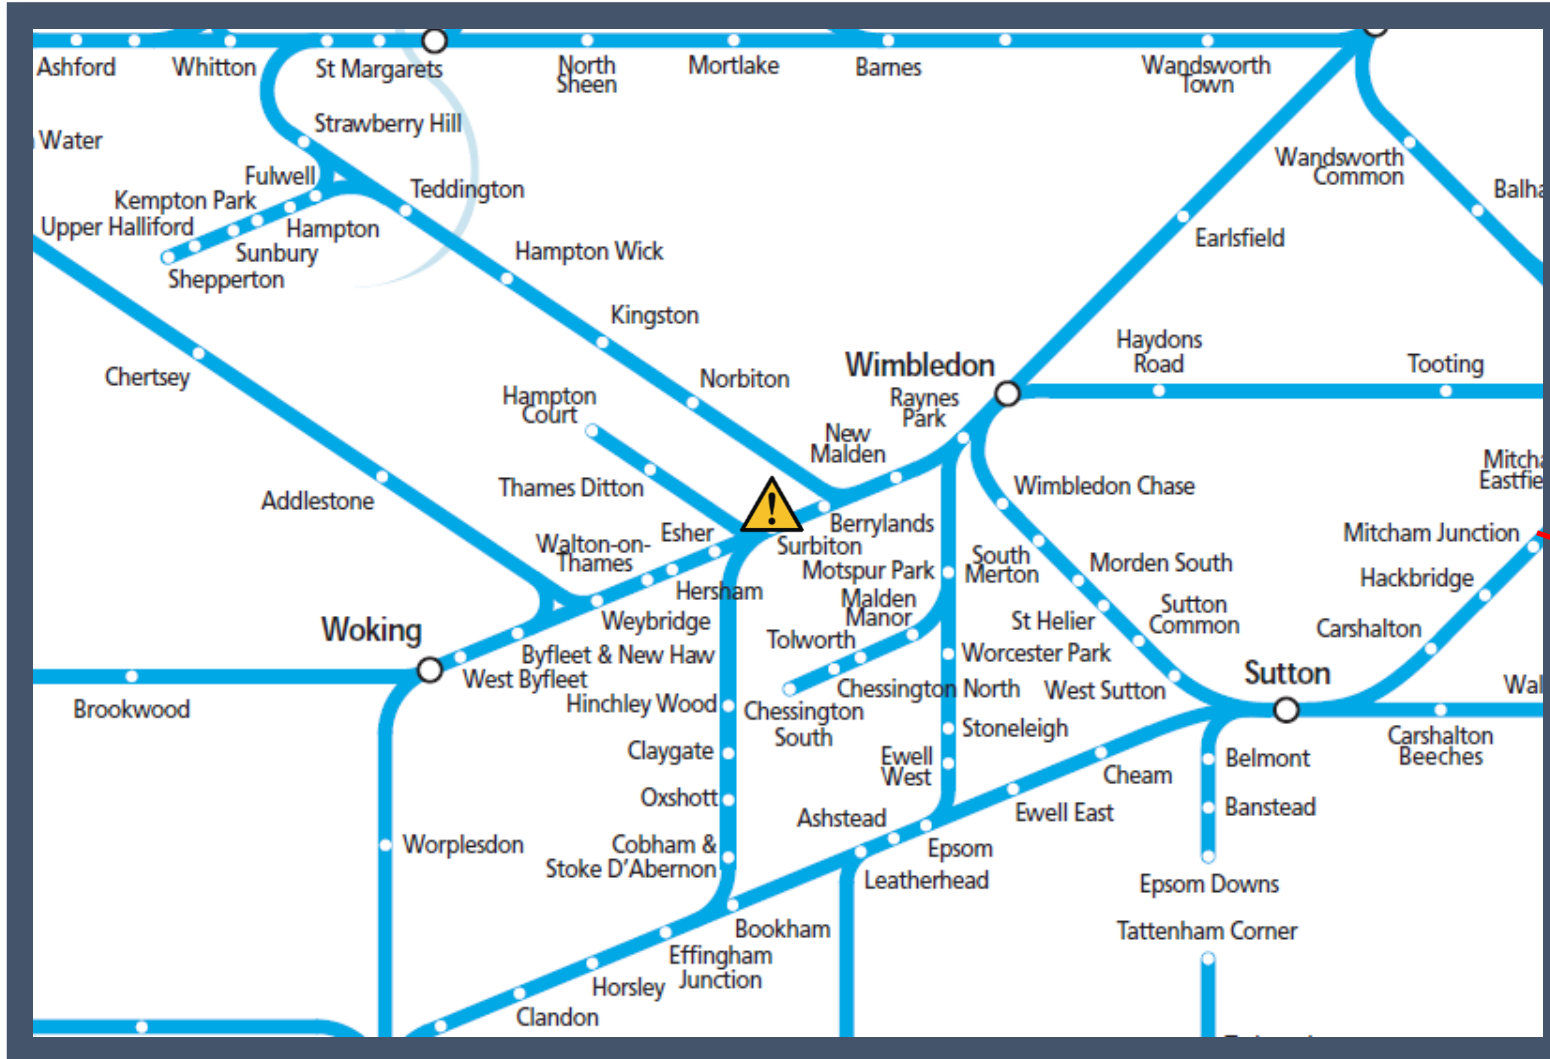 Ashford
Whitton
St Margarets
North
Sheen
Mortlake
Barnes
Wandsworth
Town
Strawberry Hill
Water
Wandsworth
Common
Fulwell
Teddington
Kempton Park
Upper Halliford
Hampton
Sunbury
Shepperton
Earlsfield
Hampton Wick
Kingston
Haydons
Road
Tooting
Wimbledon
Chertsey
Norbiton
Hampton
Court
Raynes
Park
New
Malden
Thames Ditton
Wimbledon Chase
Addlestone
!
Berrylands
Esher
Surbiton
Mitcham Junction
Walton-on-
Thames
South
Merton
Motspur Park
Morden South
Hackbridge
Hersham
Malden
Manor
Weybridge
St Helier
Sutton
Common
Woking
Tolworth
Carshalton
Byfleet & New Haw
Worcester Park
West Byfleet
Chessington North
West Sutton
Sutton
Brookwood
Hinchley Wood
Chessington
South
Stoneleigh
Carshalton
Beeches
Claygate
Ewell
West
Belmont
Cheam
Oxshott
Banstead
Ashstead
Ewell East
Worplesdon
Cobham &
Stoke D'Abernon
Epsom
Leatherhead
Epsom Downs
Bookham
Tattenham Corner
Effingham
Junction
Horsley
Clandon